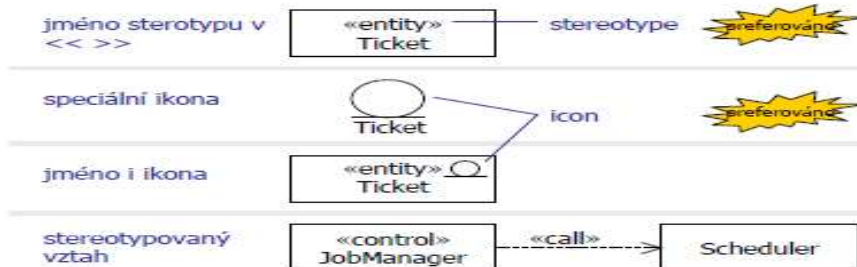 jméno sterotypu v
<< >>
«entity»
Ticket
stereotype
preferováno
speciální ikona
Ticket
icon
preferováno
jméno i ikona
«entity»
Ticket
stereotypovaný
vztah
«control»
JobManager
«call»
Scheduler